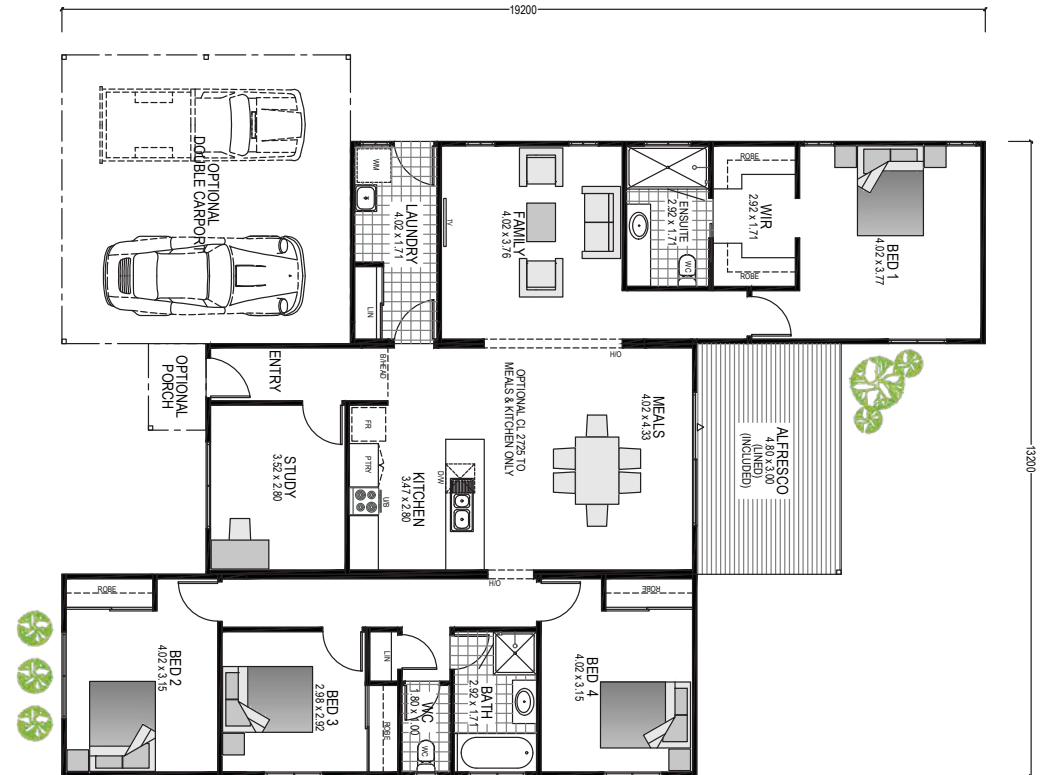 19200
13200
OPTIONAL
DOUBLE CARPOR
WM
LAUNDRY
4.02 x 1.71
LIN
TV
FAMILY
4.02 x 3.76
ENSUITE
2.92 x 1.71
WC
ROBE
WIR
2.92 x 1.71
ROBE
BED 1
4.02 x 3.77
OPTIONAL
PORCH
ENTRY
B/HEAD
H/O
OPTIONAL CL 2725 TO
MEALS & KITCHEN ONLY
MEALS
4.02 x 4.33
ALFRESCO
4.80 x 3.00
(LINED)
(INCLUDED)
STUDY
3.52 x 2.80
FR
PTRY
U/B
KITCHEN
3.47 x 2.80
D/W
H/O
ROBE
BED 2
4.02 x 3.15
BED 3
2.98 x 2.92
LIN
ROBE
WC
1.80 x 1.00
WC
BATH
2.92 x 1.71
ROBE
BED 4
4.02 x 3.15